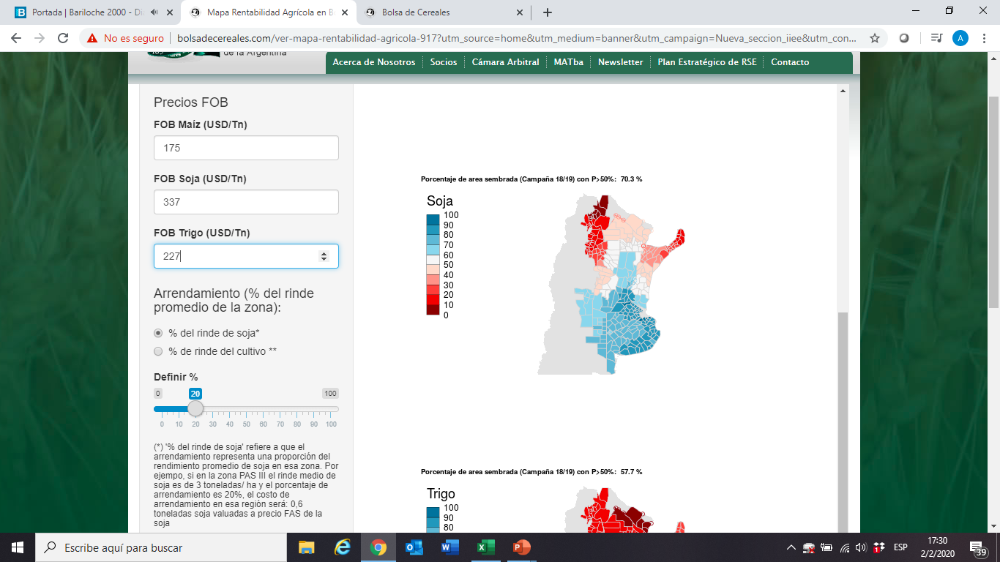 Portada | Bariloche 2000 - Di
Mapa Rentabilidad Agrícola en B
Bolsa de Cereales
No es seguro
bolsadecereales.com/ver-mapa-rentabilidad-agricola-917?utm_source=home&utm_medium=banner&utm_campaign=Nueva_seccion_iiee&utm_con...
A
de la Argentina
Acerca de Nosotros
Socios
Cámara Arbitral
MATba
Newsletter
Plan Estratégico de RSE
Contacto
Precios FOB
FOB Maíz (USD/Tn)
175
FOB Soja (USD/Tn)
337
FOB Trigo (USD/Tn)
227
Arrendamiento (% del rinde
promedio de la zona):
% del rinde de soja*
% de rinde del cultivo **
Definir %
0
20
100
0 10 20 30 40 50 60 70 80 90 100
(*) '% del rinde de soja' refiere a que el
arrendamiento representa una proporción del
rendimiento promedio de soja en esa zona. Por
ejempo, si en la zona PAS III el rinde medio de
soja es de 3 toneladas/ ha y el porcentaje de
arrendamiento es 20%, el costo de
arrendamiento en esa región será: 0,6
toneladas soja valuadas a precio FAS de la
soja
Porcentaje de area sembrada (Campaña 18/19) con P>50%: 70.3 %
Soja
100
90
80
70
60
50
40
30
20
10
0
Porcentaje de area sembrada (Campaña 18/19) con P>50%: 57.7 %
Trigo
100
90
80
Escribe aquí para buscar
ESP
17:30
2/2/2020
39